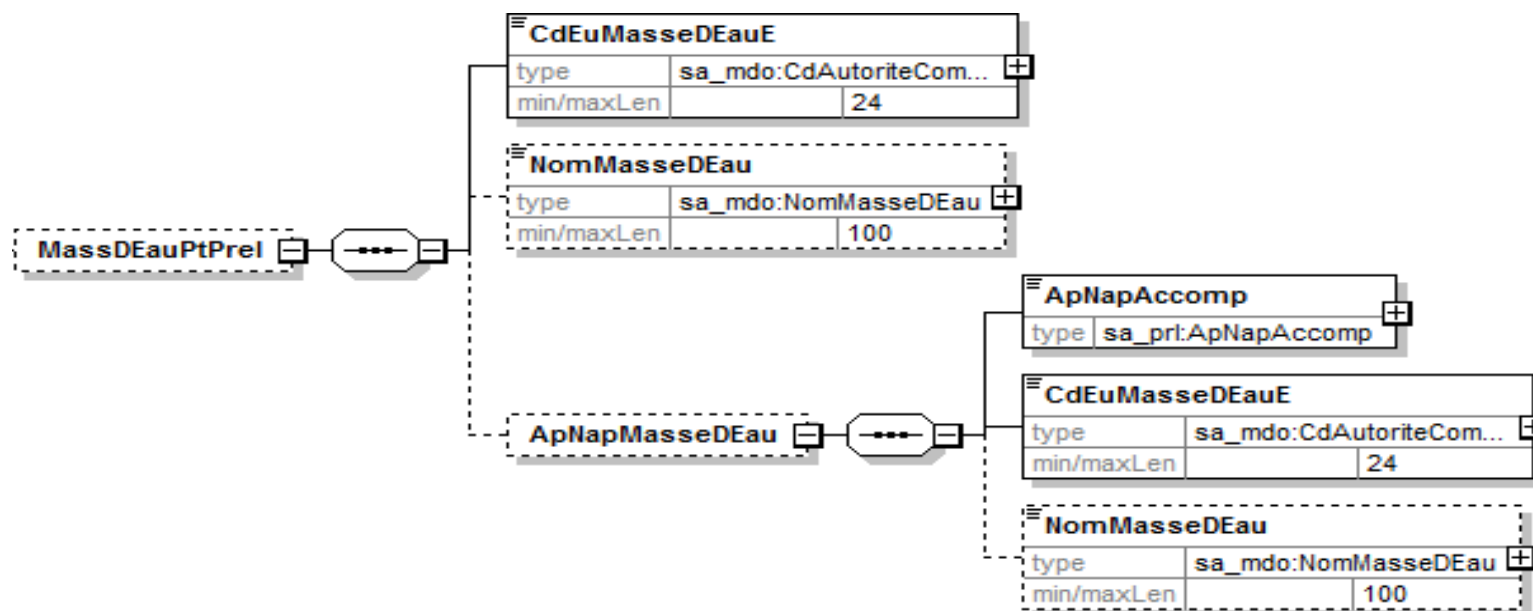 CdEuMasseDEauE
type sa_mdo:CdAutoriteCom...
min/maxLen 24
NomMasseDEau
type sa_mdo:NomMasseDEau
min/maxLen 100
MassDEauPtPrel
ApNapAccomp
type sa_prl:ApNapAccomp
CdEuMasseDEauE
type sa_mdo:CdAutoriteCom...
min/maxLen 24
ApNapMasseDEau
NomMasseDEau
type sa_mdo:NomMasseDEau
min/maxLen 100